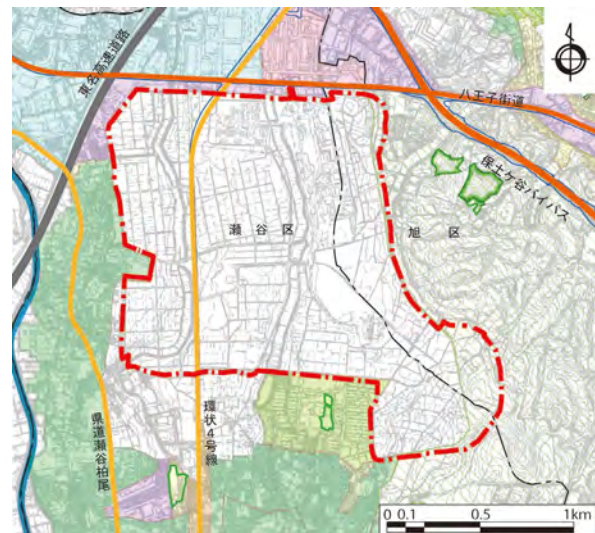 東名高速道路
八王子街道
保土ケ谷バイパス
瀬谷区
旭区
県道瀬谷柏尾
環状4号線
0 0.1 0.5 1km